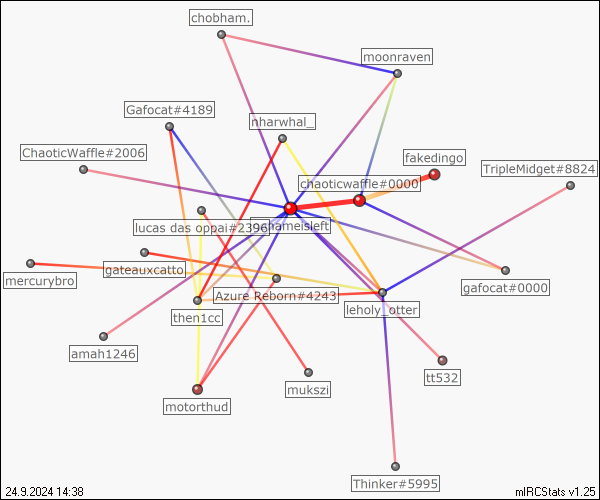 chobham.
moonraven
Gafocat#4189
nharwhal_
ChaoticWaffle#2006
fakedingo
TripleMidget#8824
chaoticwaffle#0000
lucas das oppai#2396
nameisleft
gateauxcatto
mercurybro
gafocat#0000
Azure Reborn#4243
leholy_otter
then1cc
amah1246
tt532
mukszi
motorthud
Thinker#5995
24.9.2024 14:38
mIRCStats v1.25